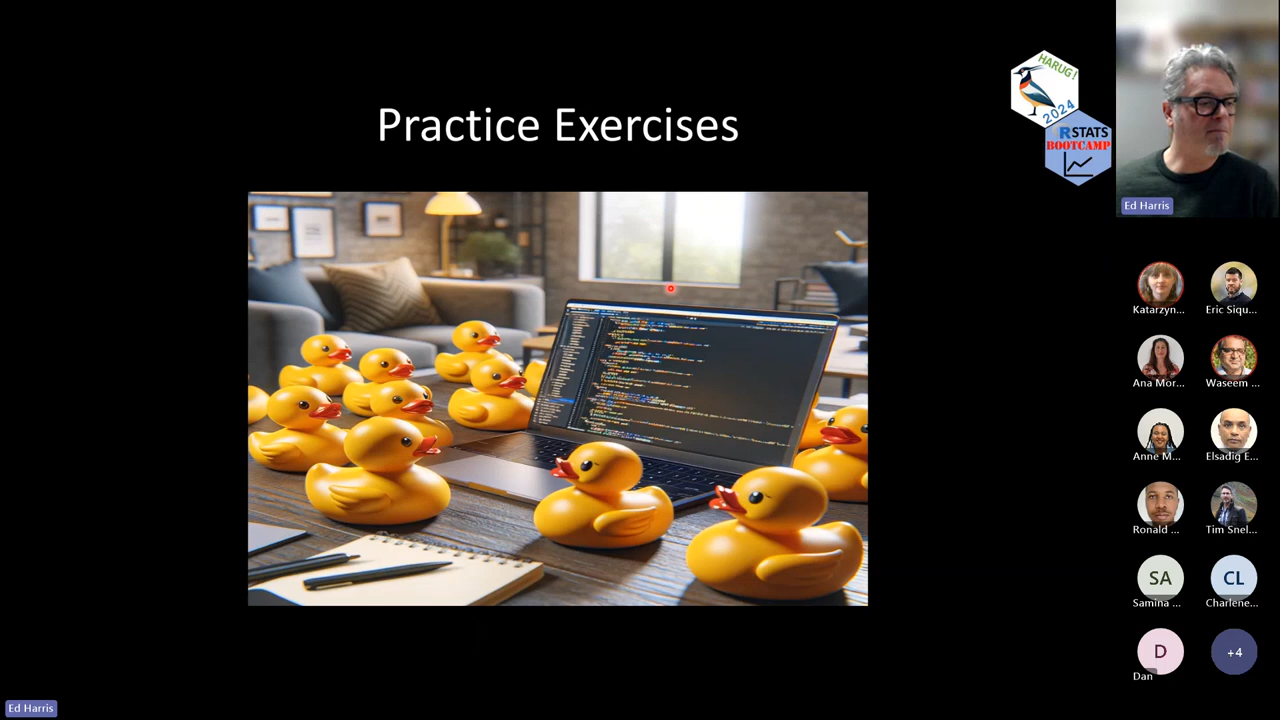 Practice Exercises
HARUG!
2024
RSTATS
BOOTCAMP
Ed Harris
Katarzyn...
Eric Siqu...
Ana Mor...
Waseem ...
Anne M...
Elsadig E...
Ronald ...
Tim Snel...
SA
CL
Samina ...
Charlene...
D
+4
Dan
Ed Harris